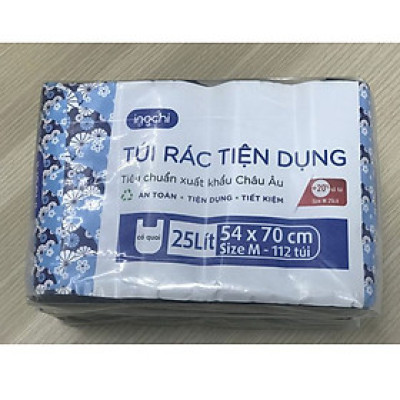 inochi
TÚI RÁC TIỆN DỤNG
Tiêu chuẩn xuất khẩu Châu Âu
AN TOÀN - TIỆN DỤNG - TIẾT KIỆM
+20%
Size M
có quai
25Lít
54 x 70 cm
Size M - 112 túi